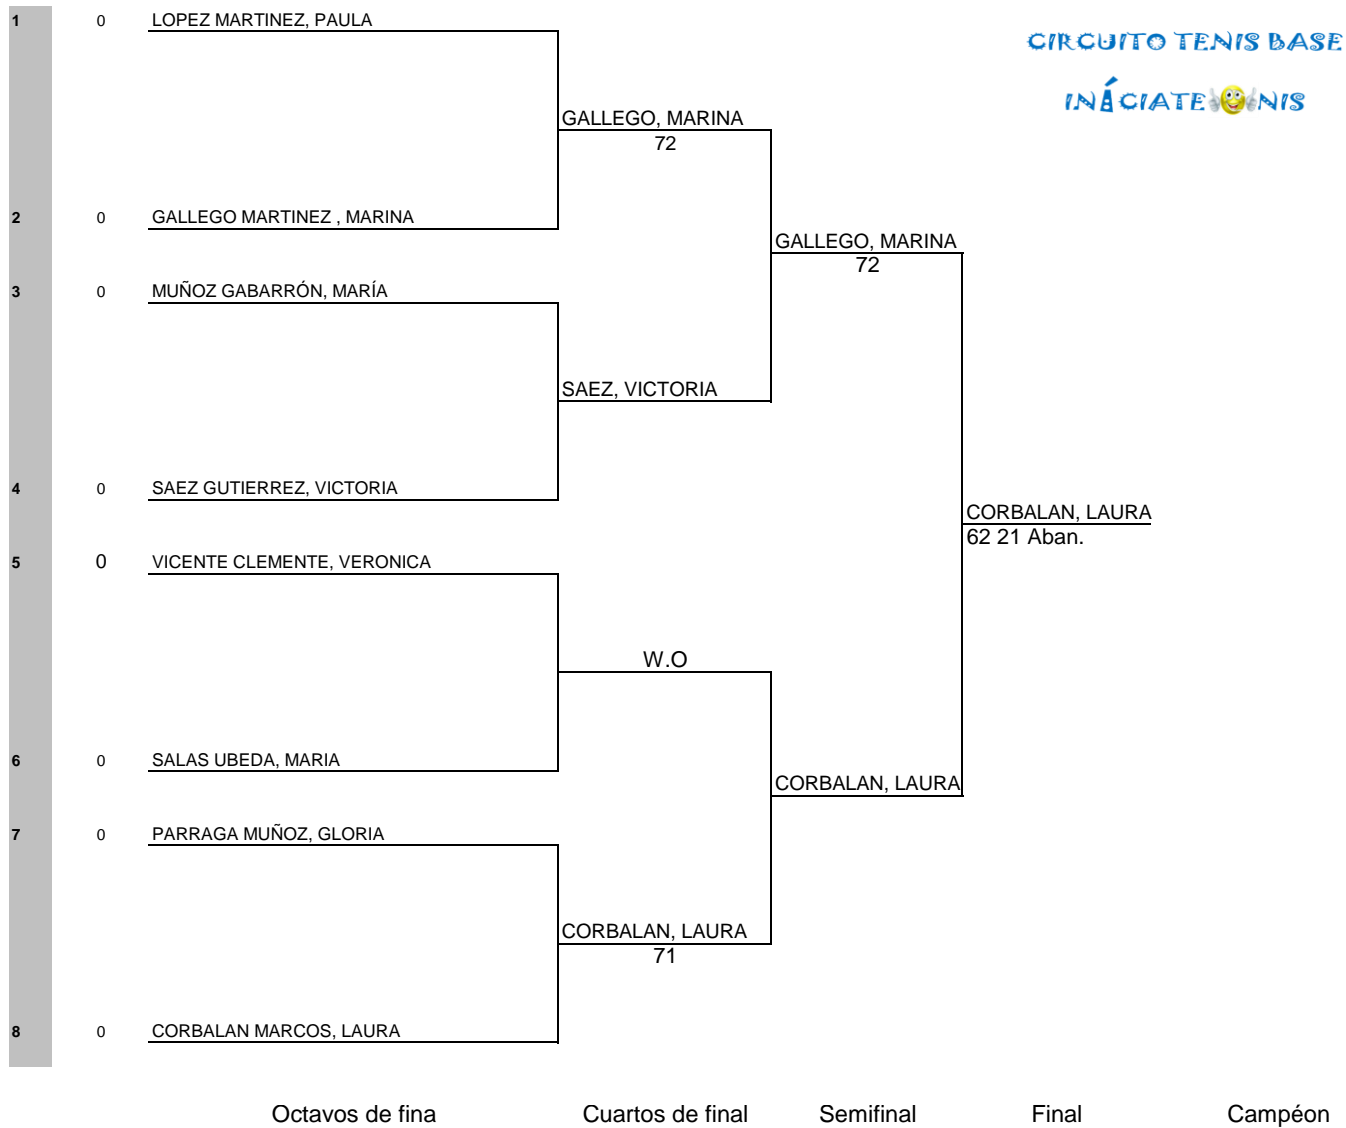 1 0 LOPEZ MARTINEZ, PAULA
CIRCUITO TENIS BASE
INÁCIATE NIS
GALLEGO, MARINA
72
2 0 GALLEGO MARTINEZ , MARINA
GALLEGO, MARINA
72
3 0 MUÑOZ GABARRÓN, MARÍA
SAEZ, VICTORIA
4 0 SAEZ GUTIERREZ, VICTORIA
CORBALAN, LAURA
62 21 Aban.
5 0 VICENTE CLEMENTE, VERONICA
W.O
6 0 SALAS UBEDA, MARIA
CORBALAN, LAURA
7 0 PARRAGA MUÑOZ, GLORIA
CORBALAN, LAURA
71
8 0 CORBALAN MARCOS, LAURA
Octavos de fina Cuartos de final Semifinal Final Campéon